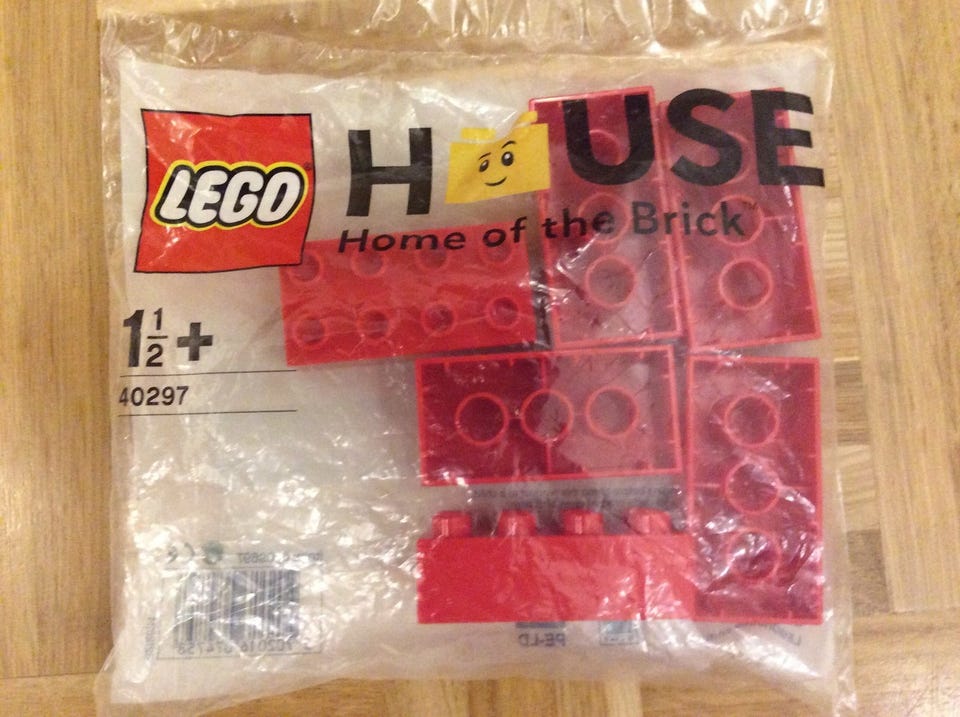 LEGO
HOUSE
Home of the Brick™
1½+
40297
PE-LD